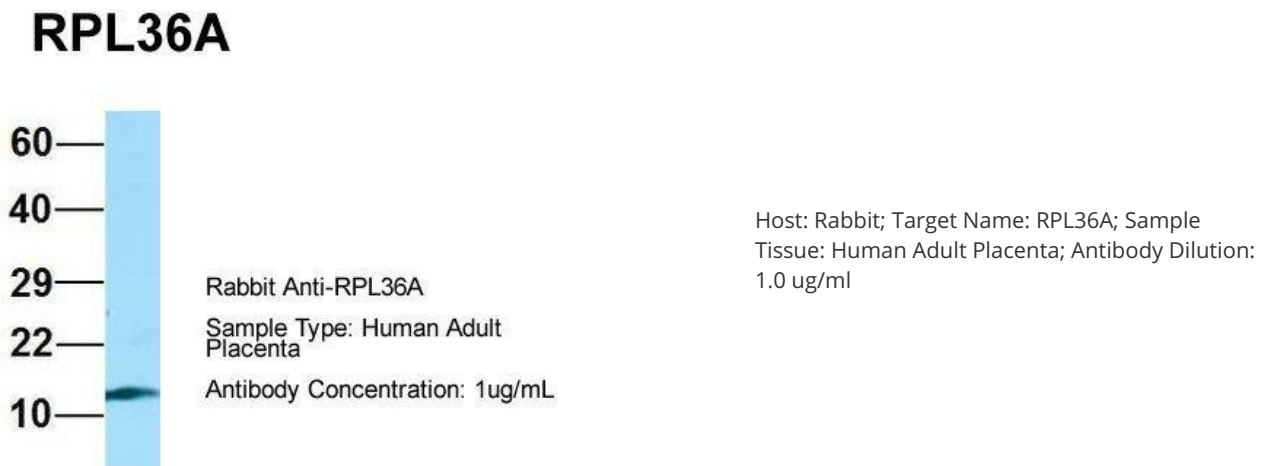 RPL36A
60
40
29
22
10
Rabbit Anti-RPL36A
Sample Type: Human Adult
Placenta
Antibody Concentration: 1ug/mL
Host: Rabbit; Target Name: RPL36A; Sample
Tissue: Human Adult Placenta; Antibody Dilution:
1.0 ug/ml